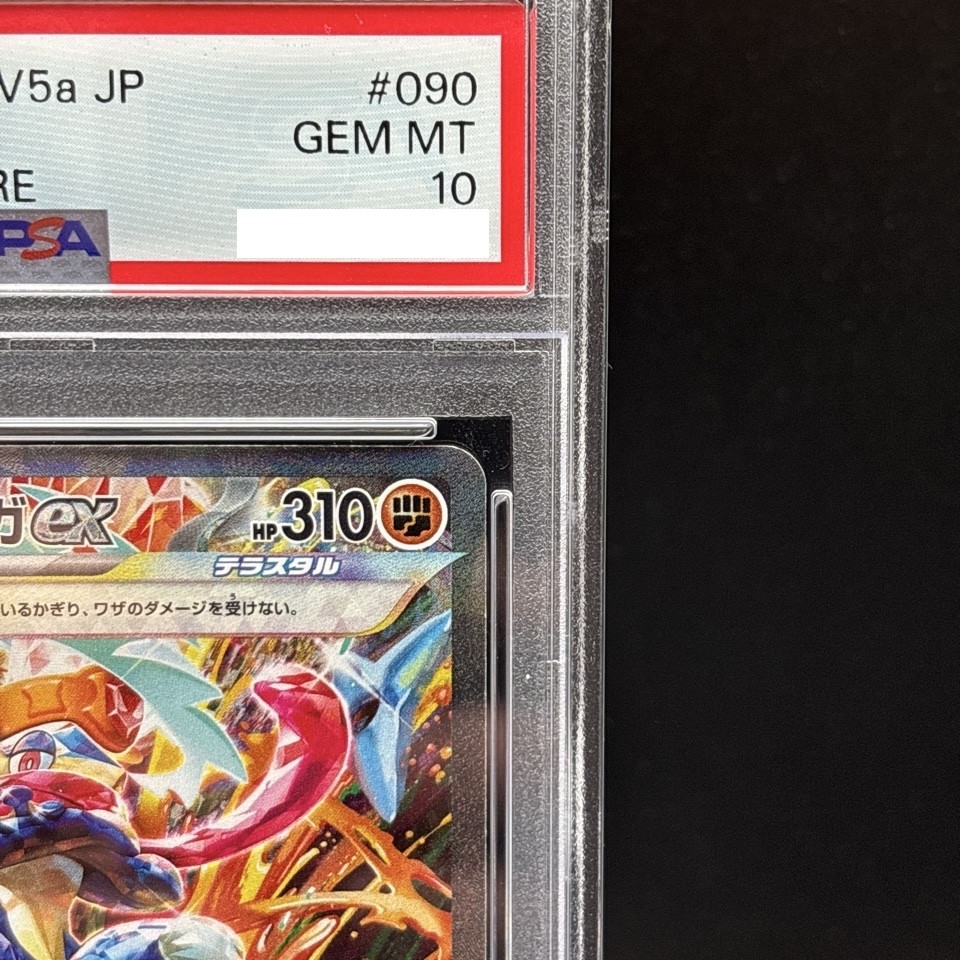 V5a JP #090
GEM MT
RE 10
PSA
ガex HP310
テラスタル
いるかぎり、ワザのダメージを受けない。
う